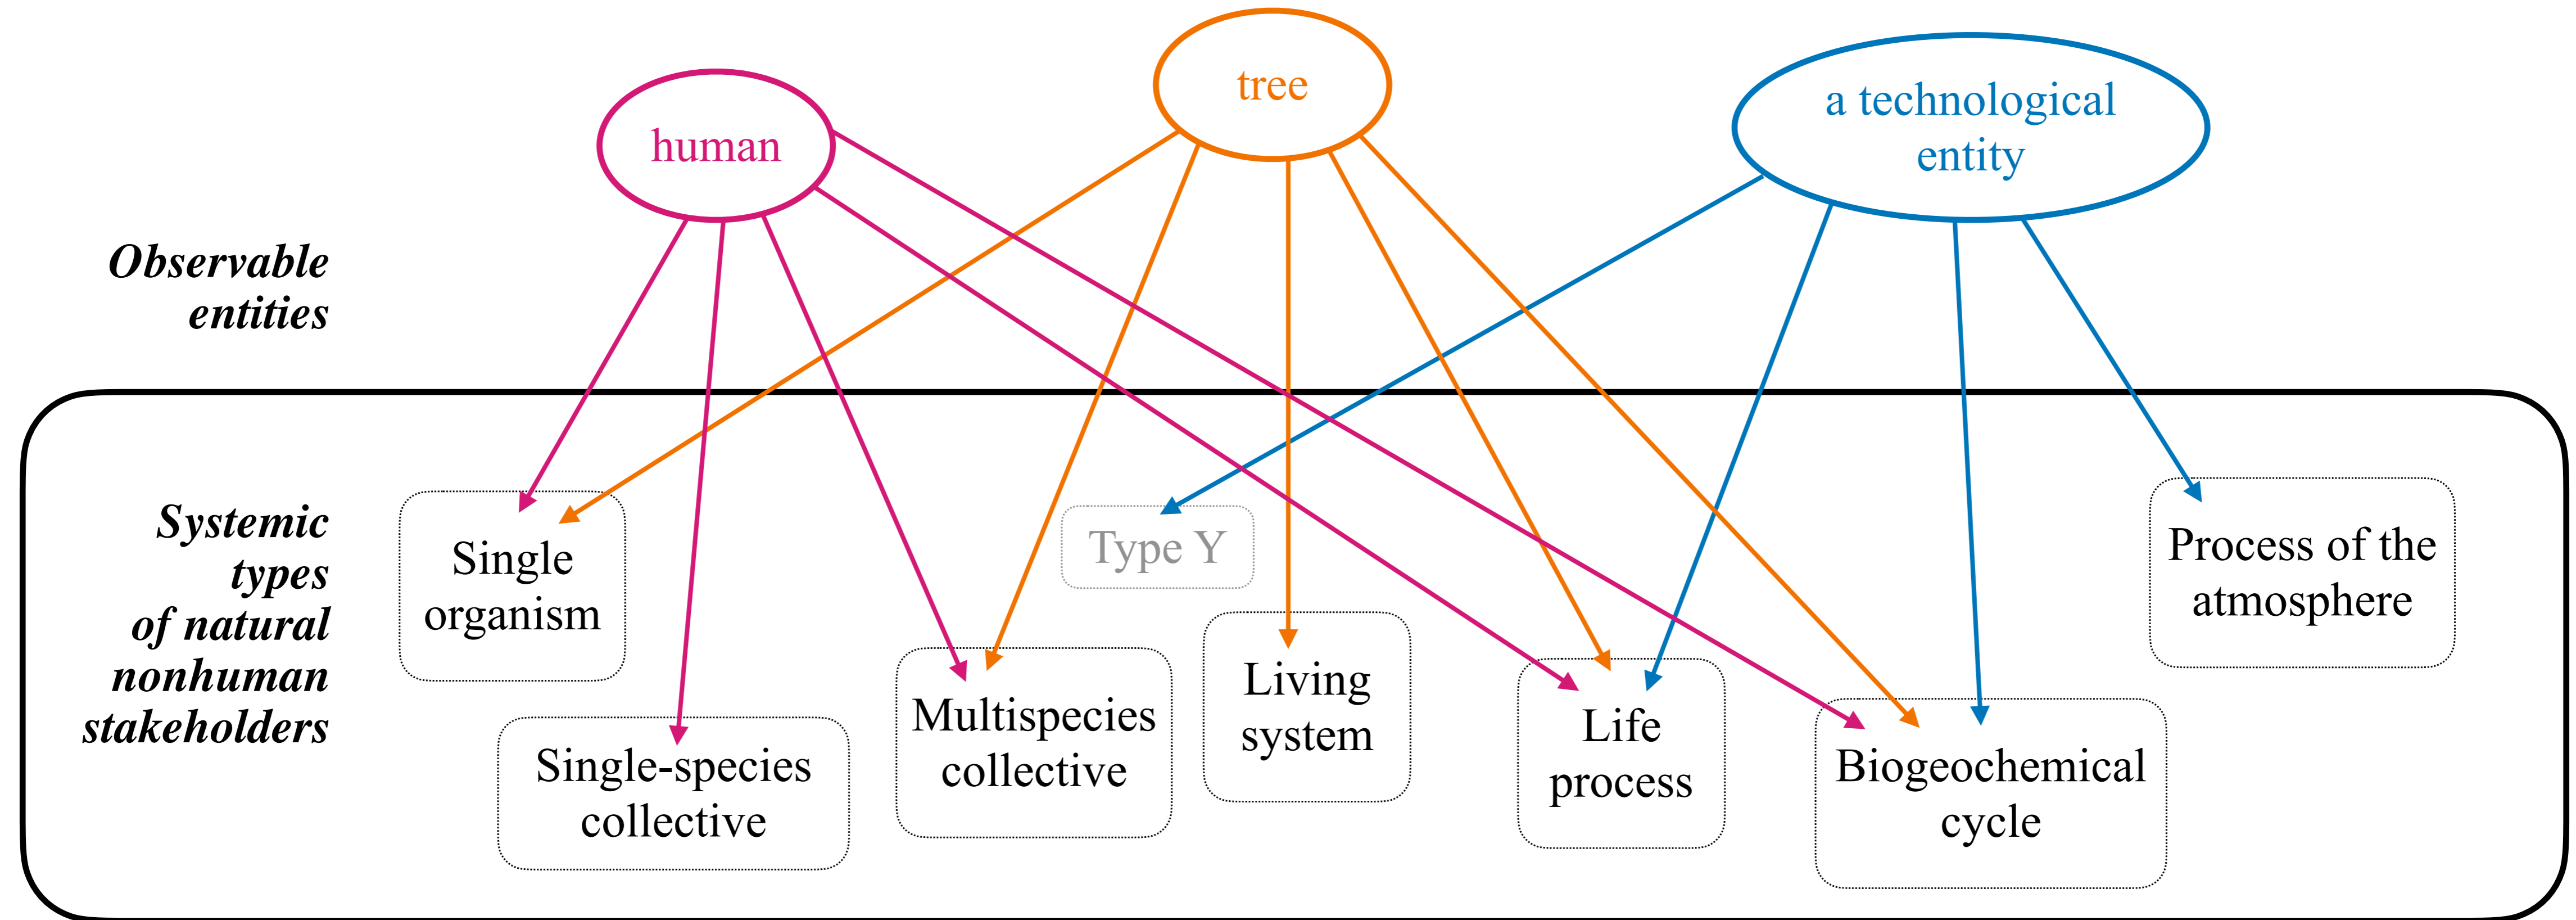 tree
a technological
entity
human
Observable
entities
Systemic
types
of natural
nonhuman
stakeholders
Single
organism
Single-species
collective
Multispecies
collective
Type Y
Living
system
Life
process
Biogeochemical
cycle
Process of the
atmosphere